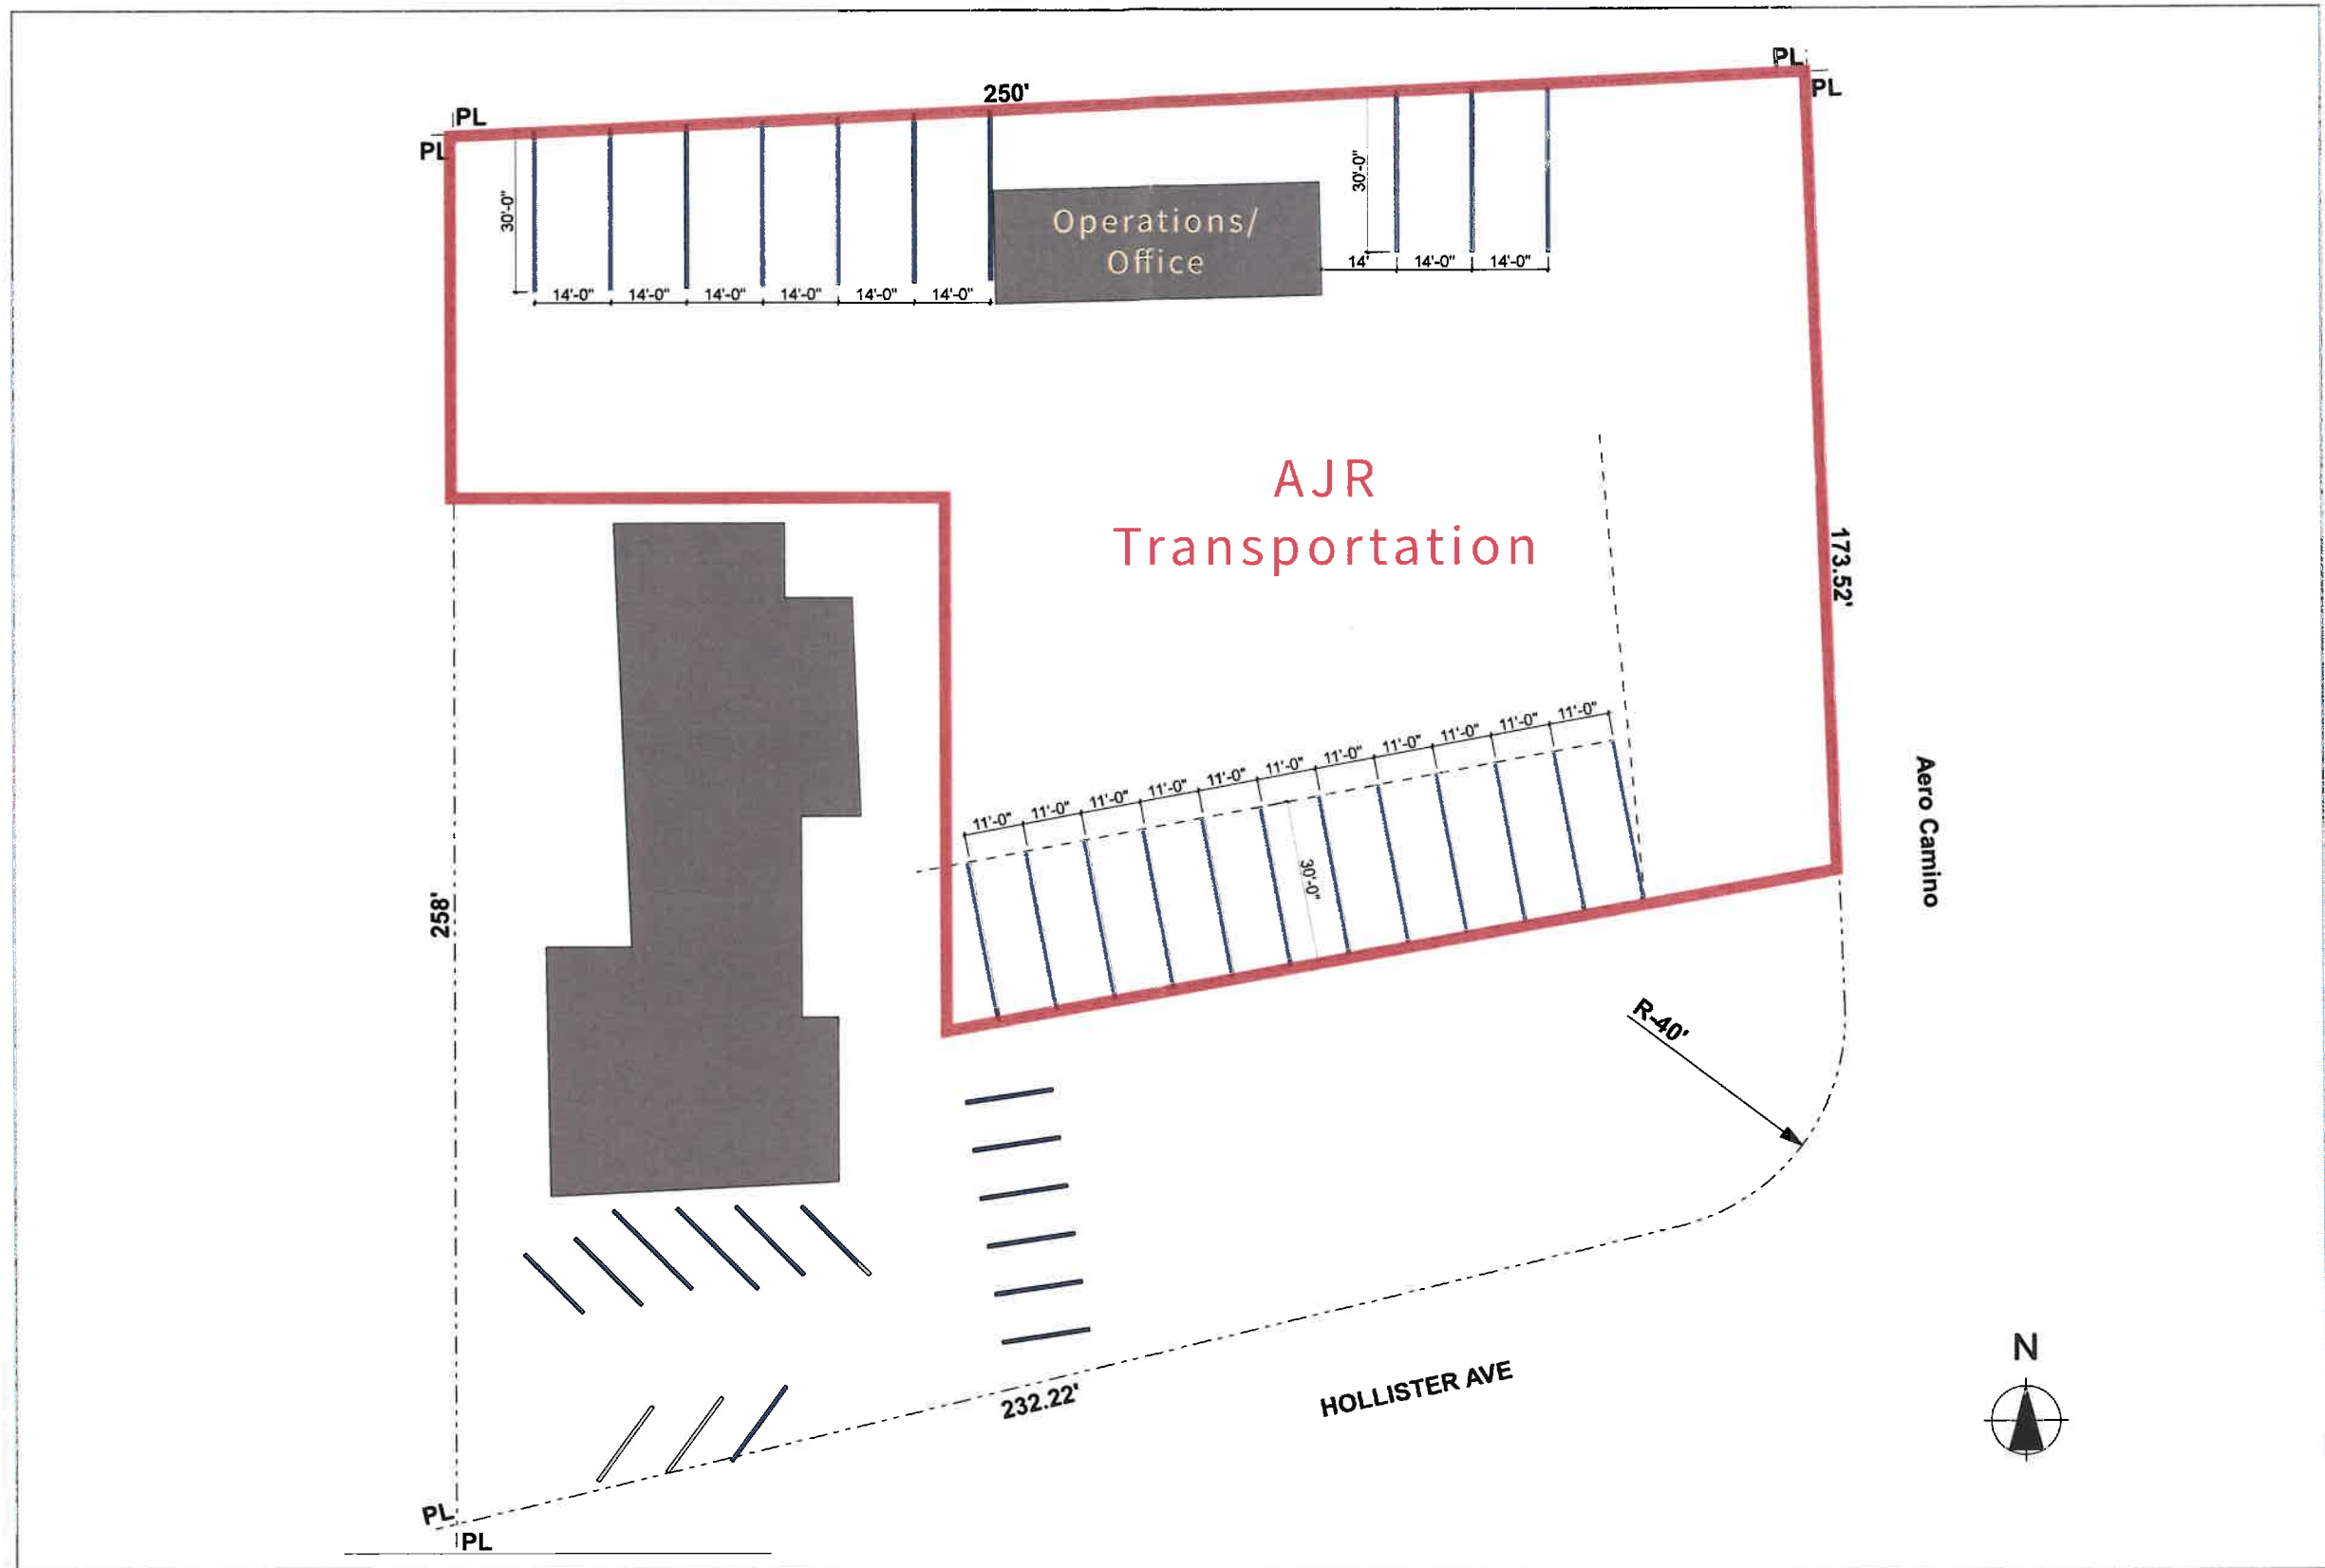 PL
PL
250'
PL
PL
30'-0"
14'-0" 14'-0" 14'-0" 14'-0" 14'-0" 14'-0"
Operations/
Office
30'-0"
14' 14'-0" 14'-0"
AJR
Transportation
173.52'
Aero Camino
11'-0" 11'-0" 11'-0" 11'-0" 11'-0" 11'-0" 11'-0" 11'-0" 11'-0" 11'-0" 11'-0"
30'-0"
258'
R-40'
232.22'
HOLLISTER AVE
N
PL
PL